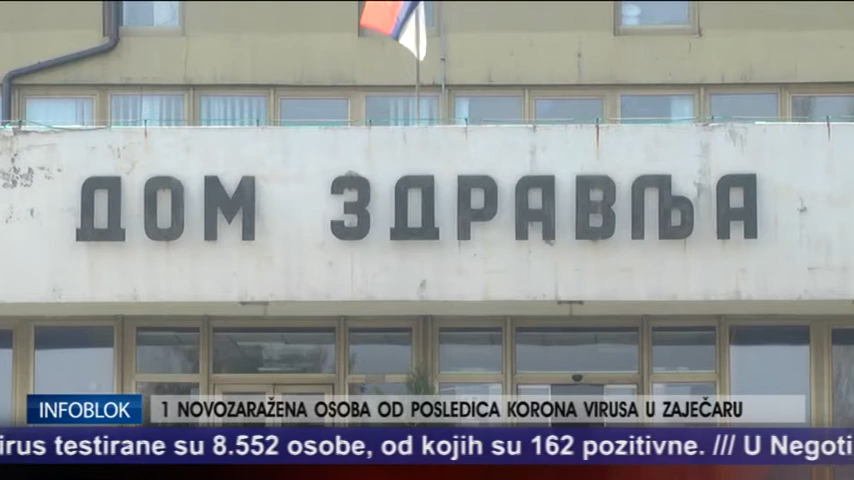 ДОМ ЗДРАВЉА
INFOBLOK 1 NOVOZARAŽENA OSOBA OD POSLEDICA KORONA VIRUSA U ZAJEČARU
irus testirane su 8.552 osobe, od kojih su 162 pozitivne. /// U Negoti